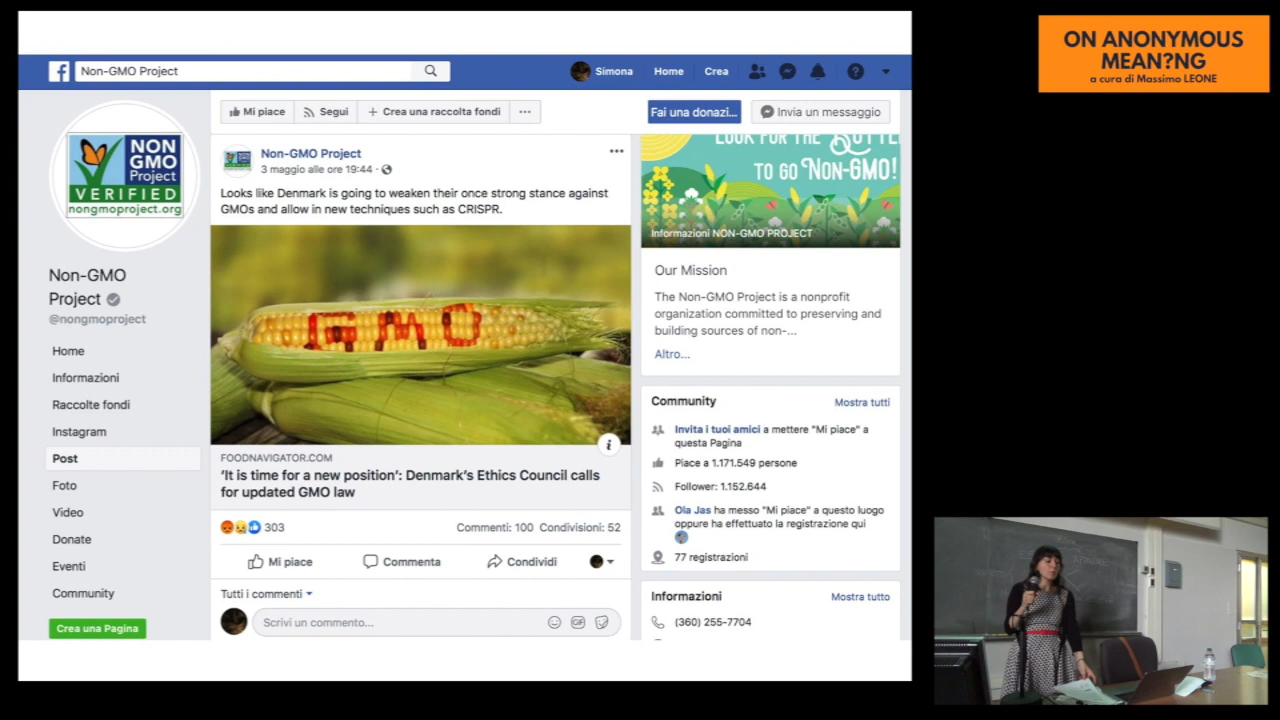 ON ANONYMOUS
MEAN?NG
a cura di Massimo LEONE
Non-GMO Project
Simona
Home
Crea
Mi piace
Segui
+ Crea una raccolta fondi
...
Fai una donazi...
Invia un messaggio
NON
GMO
Project
VERIFIED
nongmoproject.org
Non-GMO
Project
@nongmoproject
Home
Informazioni
Raccolte fondi
Instagram
Post
Foto
Video
Donate
Eventi
Community
Crea una Pagina
Non-GMO Project
3 maggio alle ore 19:44 ·
Looks like Denmark is going to weaken their once strong stance against
GMOs and allow in new techniques such as CRISPR.
GMO
FOODNAVIGATOR.COM
‘It is time for a new position’: Denmark’s Ethics Council calls
for updated GMO law
303
Commenti: 100 Condivisioni: 52
Mi piace
Commenta
Condividi
Tutti i commenti
Scrivi un commento...
GIF
LOOK FOR THE
TO GO NON-GMO!
Informazioni NON-GMO PROJECT
Our Mission
The Non-GMO Project is a nonprofit
organization committed to preserving and
building sources of non-...
Altro...
Community
Mostra tutti
Invita i tuoi amici a mettere "Mi piace" a
questa Pagina
Piace a 1.171.549 persone
Follower: 1.152.644
Ola Jas ha messo "Mi piace" a questo luogo
oppure ha effettuato la registrazione qui
77 registrazioni
Informazioni
Mostra tutto
(360) 255-7704